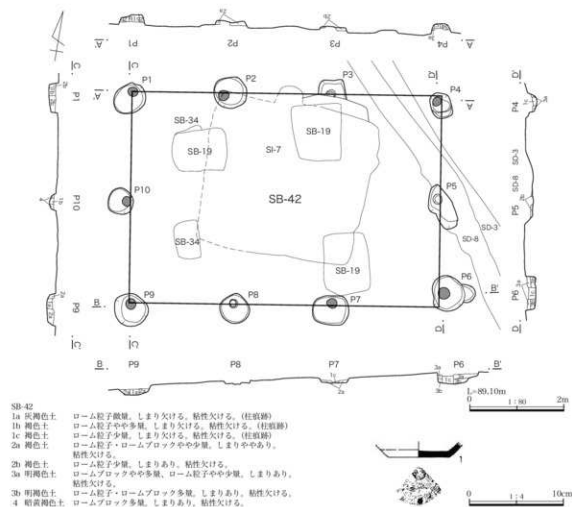 P1 P2 P3 P4
A' A
P1 P2 P3 P4
A' A
SB-34
SB-19 SI-7 SB-19
P1 P4
SD-3
SD-8
P10 P10 SB-42 P5 P5
SD-3
SD-8
SB-34
SB-19
P6 P6
B B'
P9 P9 P8 P7
B P9 P8 P7 P6 B'
L=89.10m
0 1:80 2m
SB-42
1a 灰褐色土 ローム粒子微量。しまり欠ける。粘性欠ける。(柱痕跡)
1b 褐色土 ローム粒子やや多量。しまり欠ける。粘性欠ける。(柱痕跡)
1c 褐色土 ローム粒子少量。しまり欠ける。粘性欠ける。(柱痕跡)
2a 褐色土 ローム粒子・ロームブロックやや少量。しまりややあり。
粘性欠ける。
2b 褐色土 ローム粒子少量。しまりあり。粘性欠ける。
3a 明褐色土 ロームブロックやや多量。ローム粒子やや少量。しまりあり。
粘性欠ける。
3b 明褐色土 ローム粒子・ロームブロック多量。しまりあり。粘性欠ける。
4 暗黄褐色土 ロームブロック多量。しまりあり。粘性欠ける。
1
0 1:4 10cm